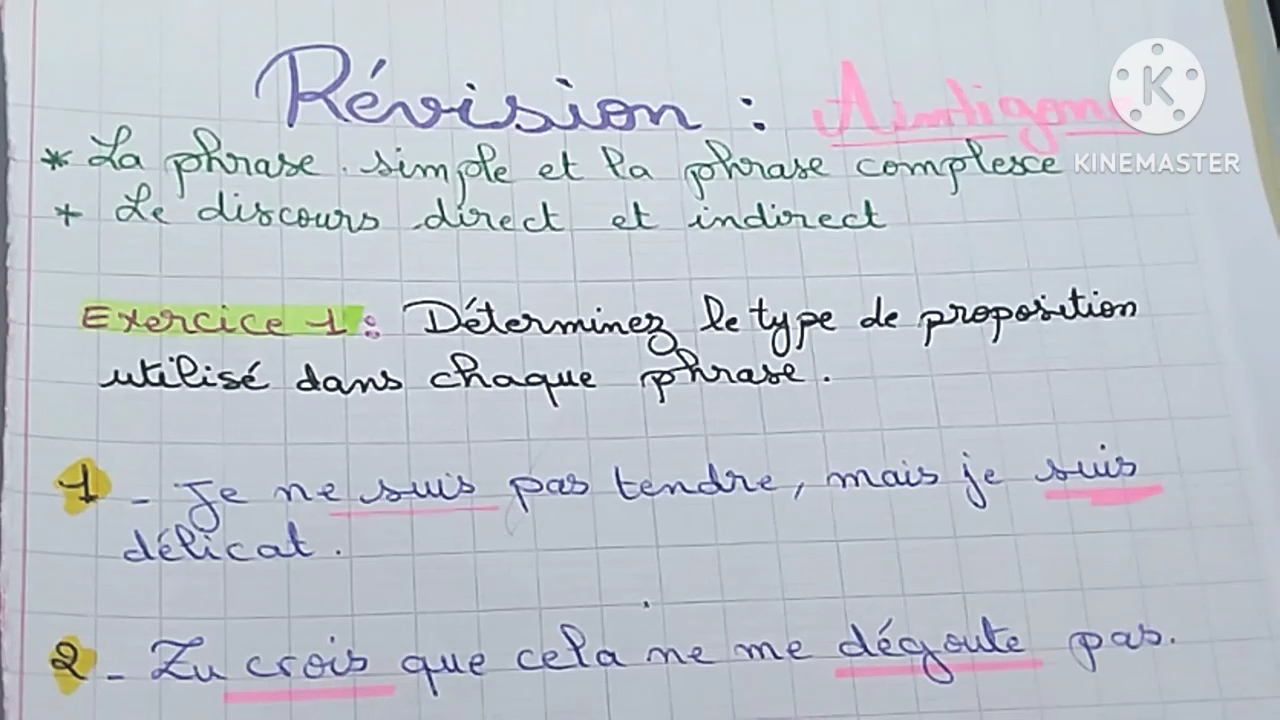 Révision : Aintigone
* La phrase simple et la phrase complexe
* Le discours direct et indirect
Exercice 1 : Déterminez le type de proposition
utilisé dans chaque phrase.
1 - Je ne suis pas tendre, mais je suis
délicat.
2 - Tu crois que cela ne me dégoute pas.
K
KINEMASTER